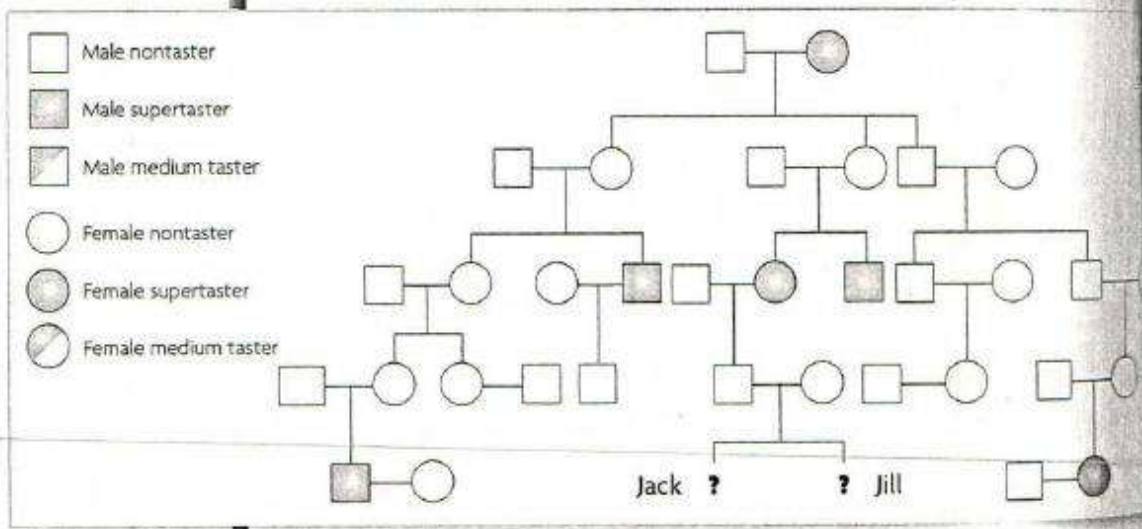 Male nontaster
Male supertaster
Male medium taster
Female nontaster
Female supertaster
Female medium taster
Jack ? ? Jill